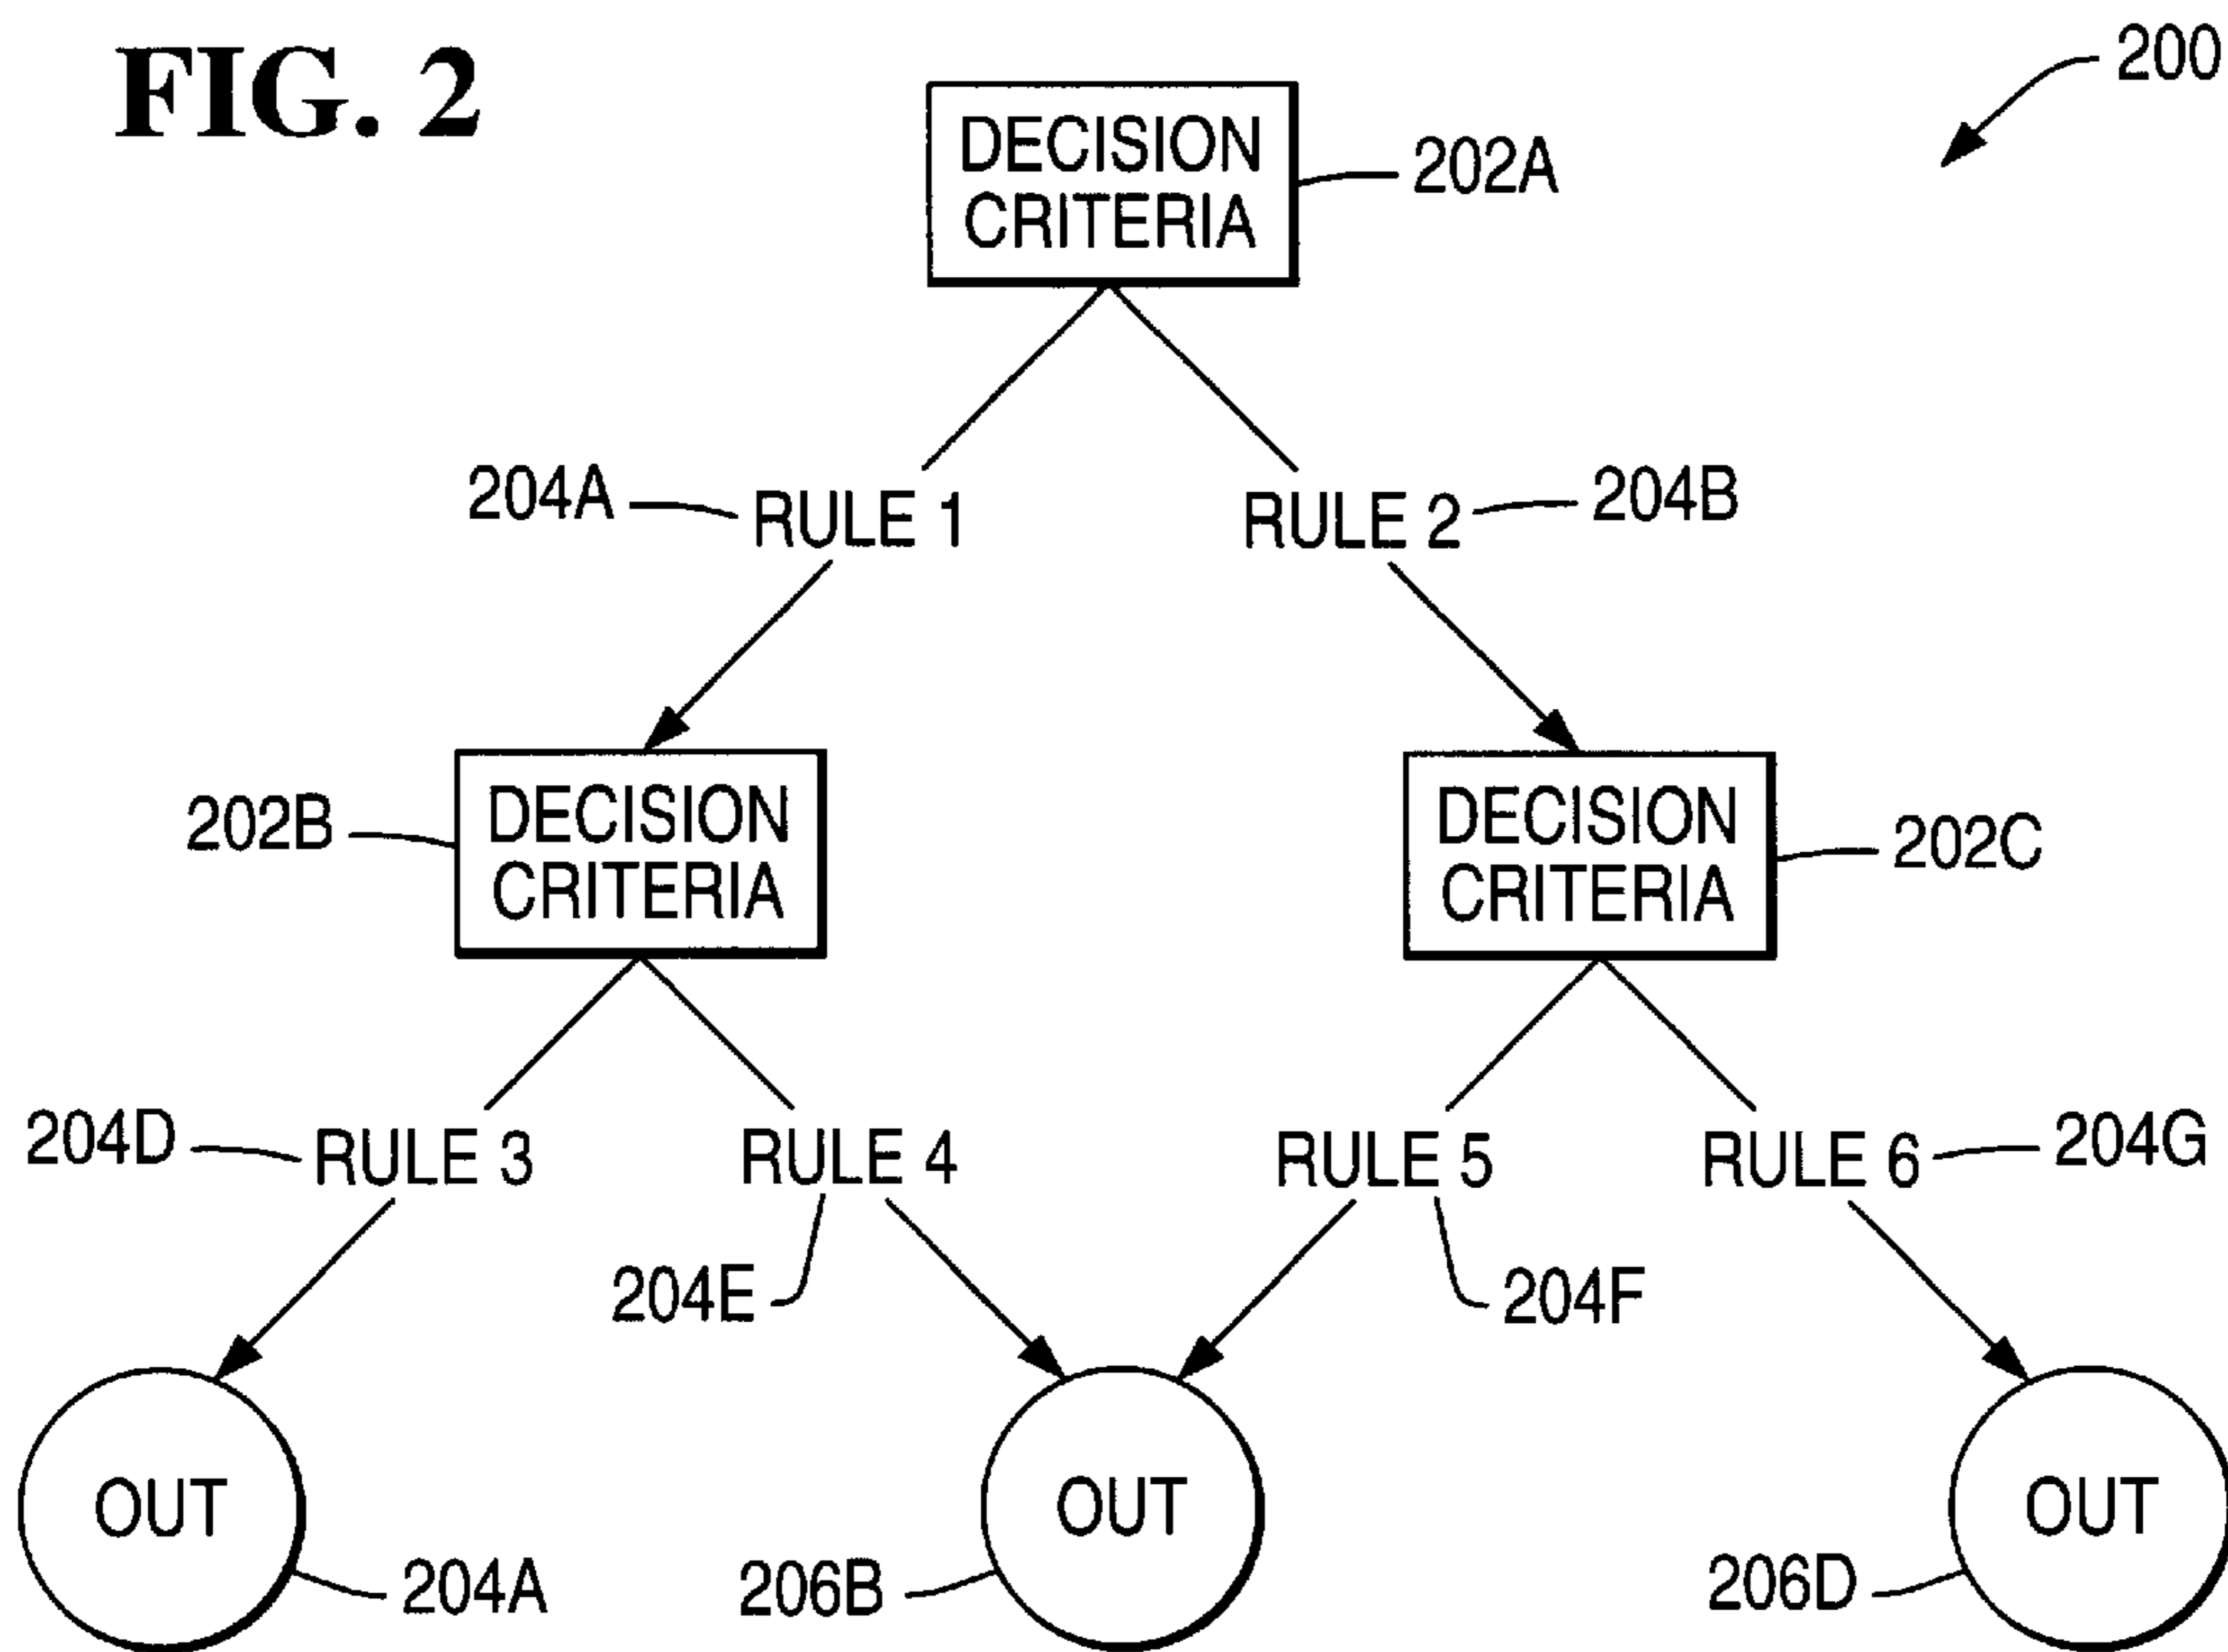 FIG. 2
200
DECISION
CRITERIA
202A
204A
RULE 1
RULE 2
204B
202B
DECISION
CRITERIA
DECISION
CRITERIA
202C
204D
RULE 3
RULE 4
RULE 5
RULE 6
204G
204E
204F
OUT
OUT
OUT
204A
206B
206D